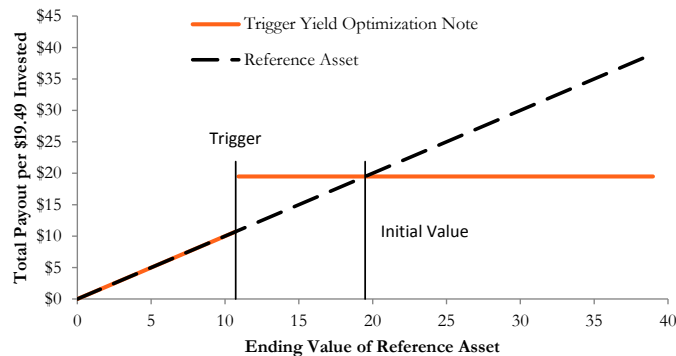 $45
$40
$35
$30
$25
$20
$15
$10
$5
$0
Total Payout per $19.49 Invested
Trigger Yield Optimization Note
Reference Asset
Trigger
Initial Value
0 5 10 15 20 25 30 35 40
Ending Value of Reference Asset